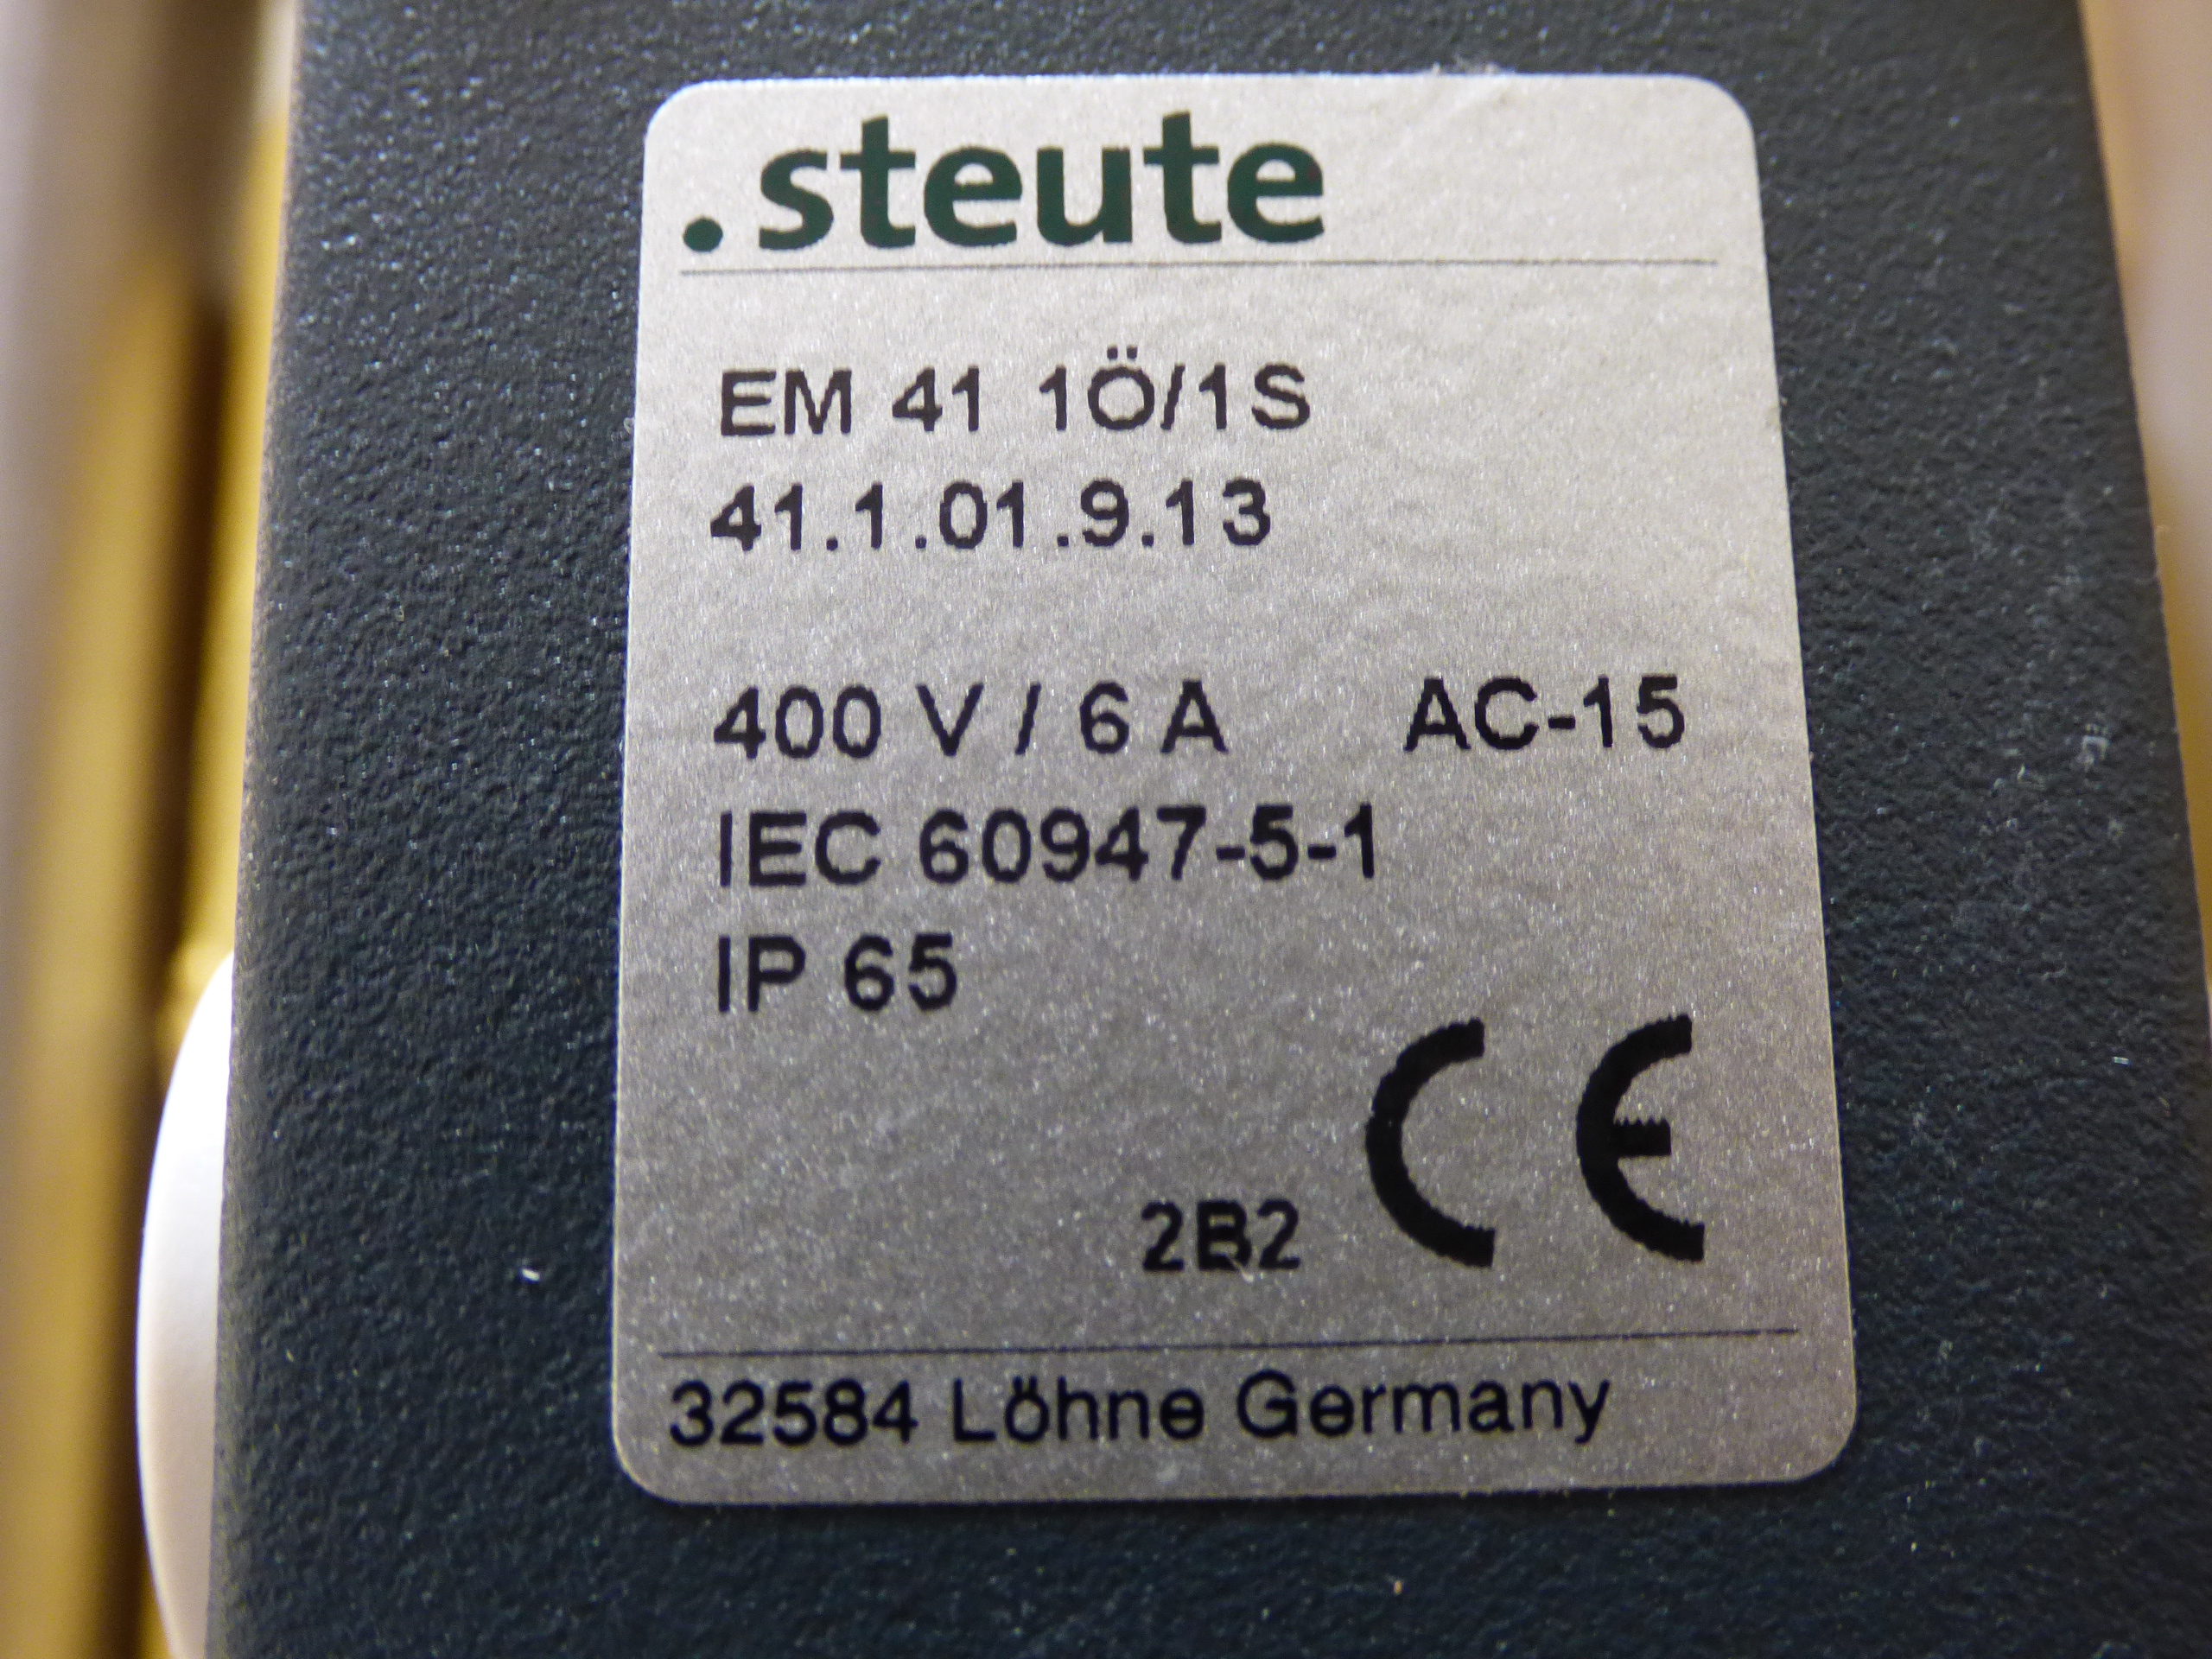 .steute
EM 41 1Ö/1S
41.1.01.9.13
400 V / 6 A AC-15
IEC 60947-5-1
IP 65
2B2 CE
32584 Löhne Germany